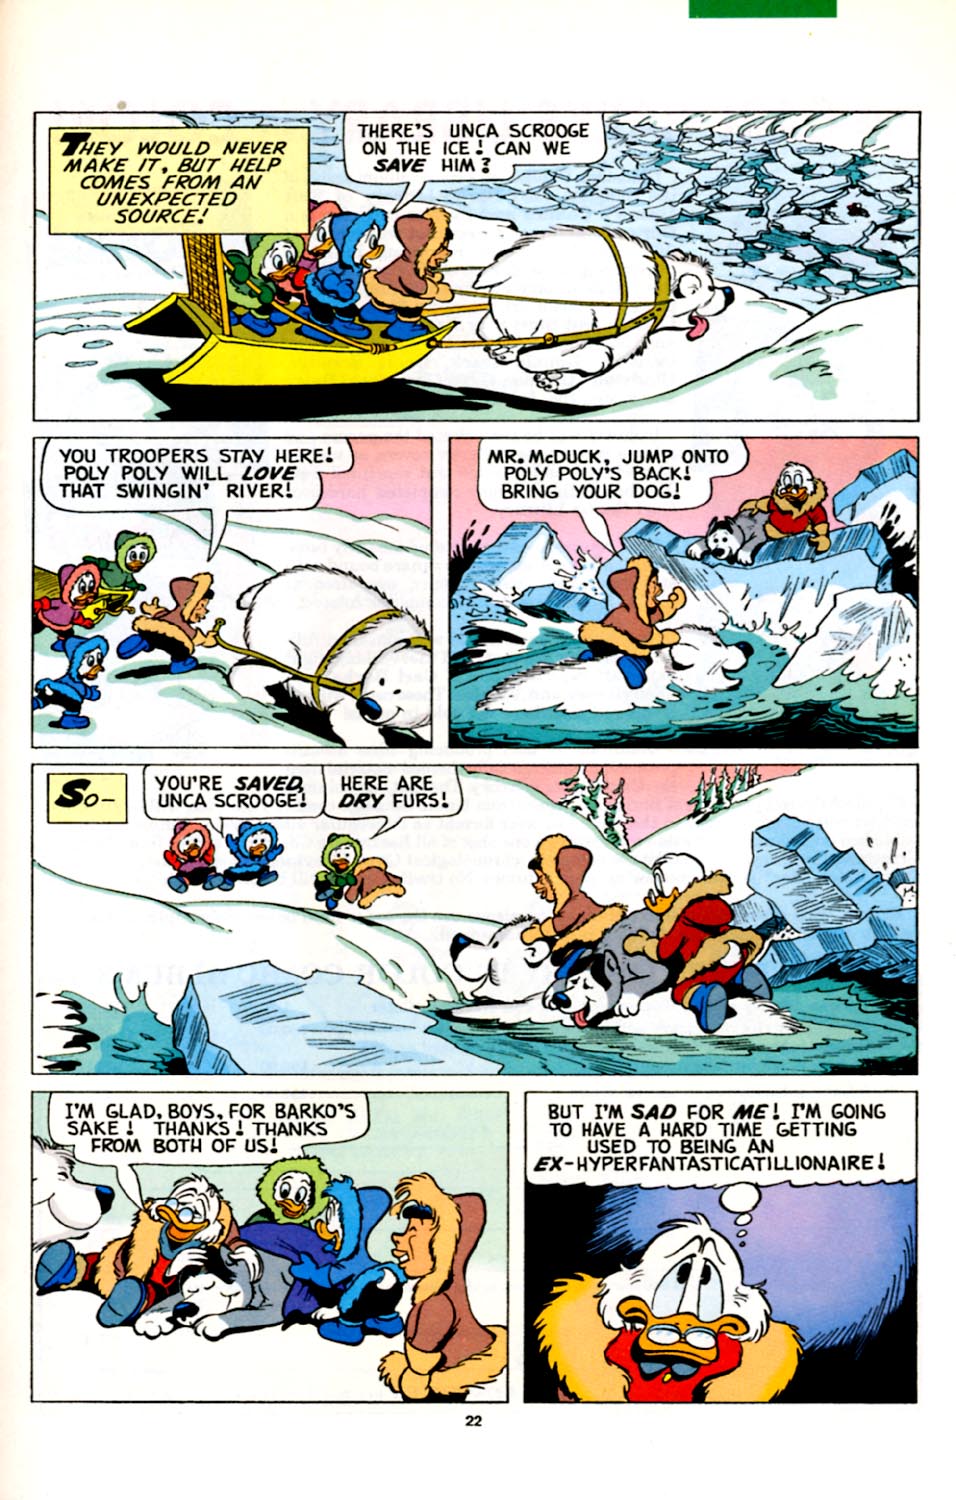 THEY WOULD NEVER
MAKE IT, BUT HELP
COMES FROM AN
UNEXPECTED
SOURCE!
THERE'S UNCA SCROOGE
ON THE ICE! CAN WE
SAVE HIM?
YOU TROOPERS STAY HERE!
POLY POLY WILL LOVE
THAT SWINGIN' RIVER!
MR. McDUCK, JUMP ONTO
POLY POLY'S BACK!
BRING YOUR DOG!
SO—
YOU'RE SAVED,
UNCA SCROOGE!
HERE ARE
DRY FURS!
I'M GLAD, BOYS, FOR BARKO'S
SAKE! THANKS! THANKS
FROM BOTH OF US!
BUT I'M SAD FOR ME! I'M GOING
TO HAVE A HARD TIME GETTING
USED TO BEING AN
EX-HYPERFANTASTICATILLIONAIRE!
22